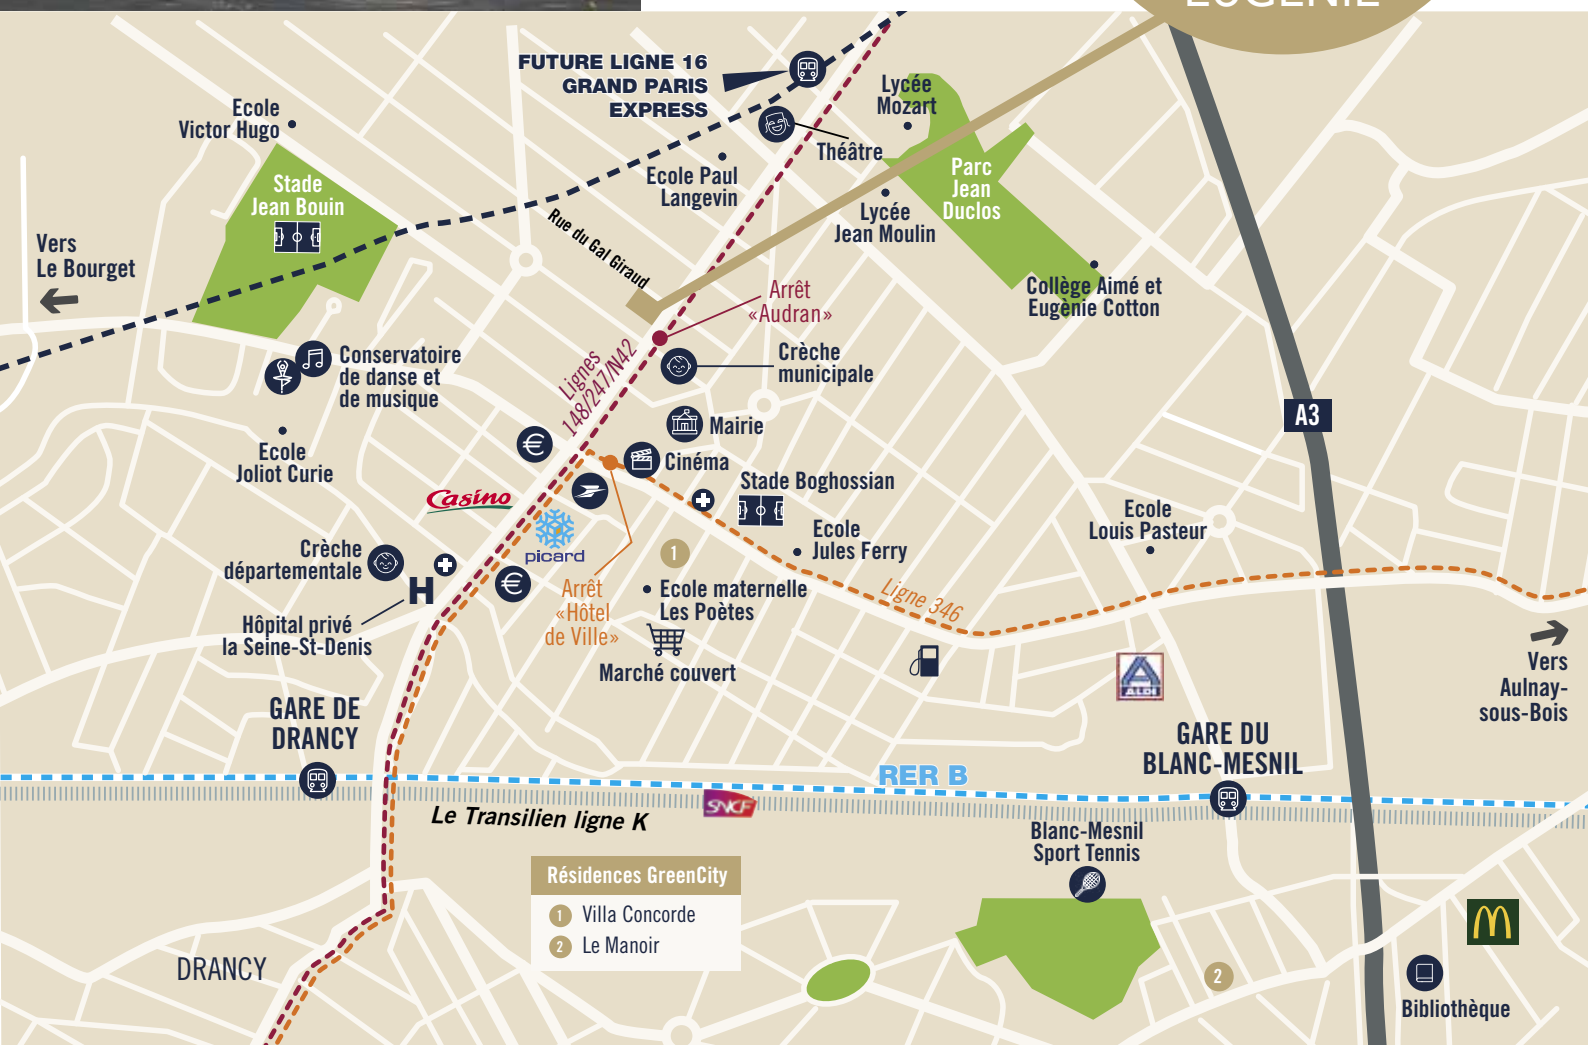 EUGÉNIE
FUTURE LIGNE 16
GRAND PARIS
EXPRESS
Lycée
Mozart
Ecole
Victor Hugo
Théâtre
Ecole Paul
Langevin
Parc
Jean
Duclos
Stade
Jean Bouin
Lycée
Jean Moulin
Rue du Gal Giraud
Vers
Le Bourget
Collège Aimé et
Eugènie Cotton
Arrêt
«Audran»
Conservatoire
de danse et
de musique
Lignes
148/247/N42
Crèche
municipale
A3
Mairie
Ecole
Joliot Curie
€
Cinéma
Casino
Stade Boghossian
picard
Ecole
Jules Ferry
Ecole
Louis Pasteur
Crèche
départementale
H
€
1
Arrêt
«Hôtel
de Ville»
Ecole maternelle
Les Poètes
Ligne 346
Hôpital privé
la Seine-St-Denis
Marché couvert
ALDI
Vers
Aulnay-
sous-Bois
GARE DE
DRANCY
GARE DU
BLANC-MESNIL
RER B
SNCF
Le Transilien ligne K
Blanc-Mesnil
Sport Tennis
Résidences GreenCity
1 Villa Concorde
2 Le Manoir
DRANCY
2
M
Bibliothèque